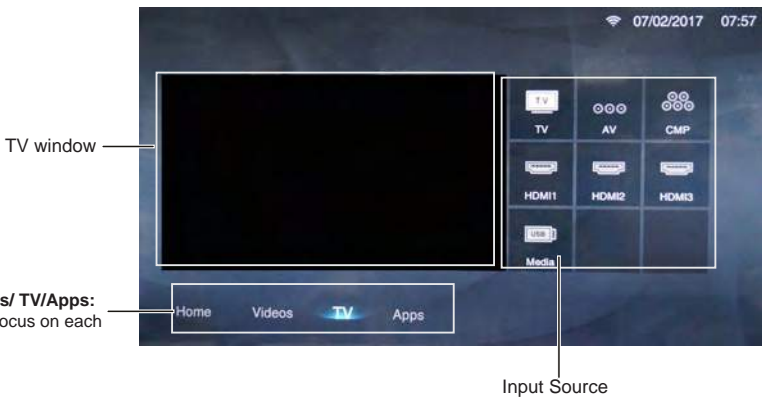 07/02/2017 07:57
TV window
TV
TV
AV
CMP
HDMI1
HDMI2
HDMI3
USB
Media
s/ TV/Apps:
ocus on each
Home
Videos
TV
Apps
Input Source